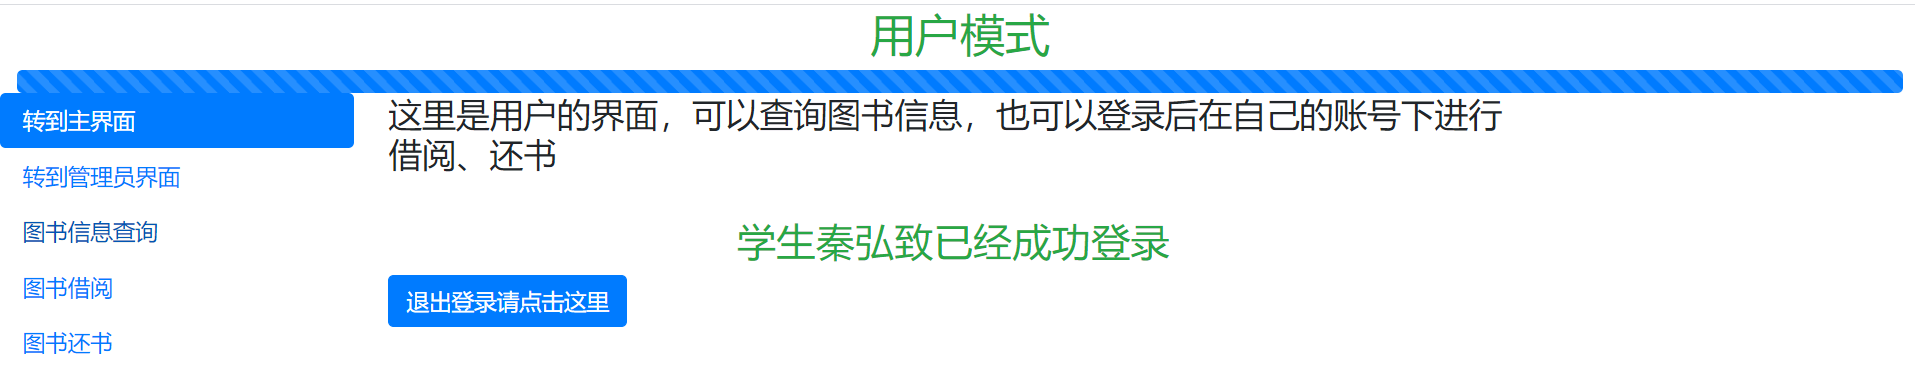 用户模式
转到主界面
转到管理员界面
图书信息查询
图书借阅
图书还书
这里是用户的界面，可以查询图书信息，也可以登录后在自己的账号下进行
借阅、还书
学生秦弘致已经成功登录
退出登录请点击这里